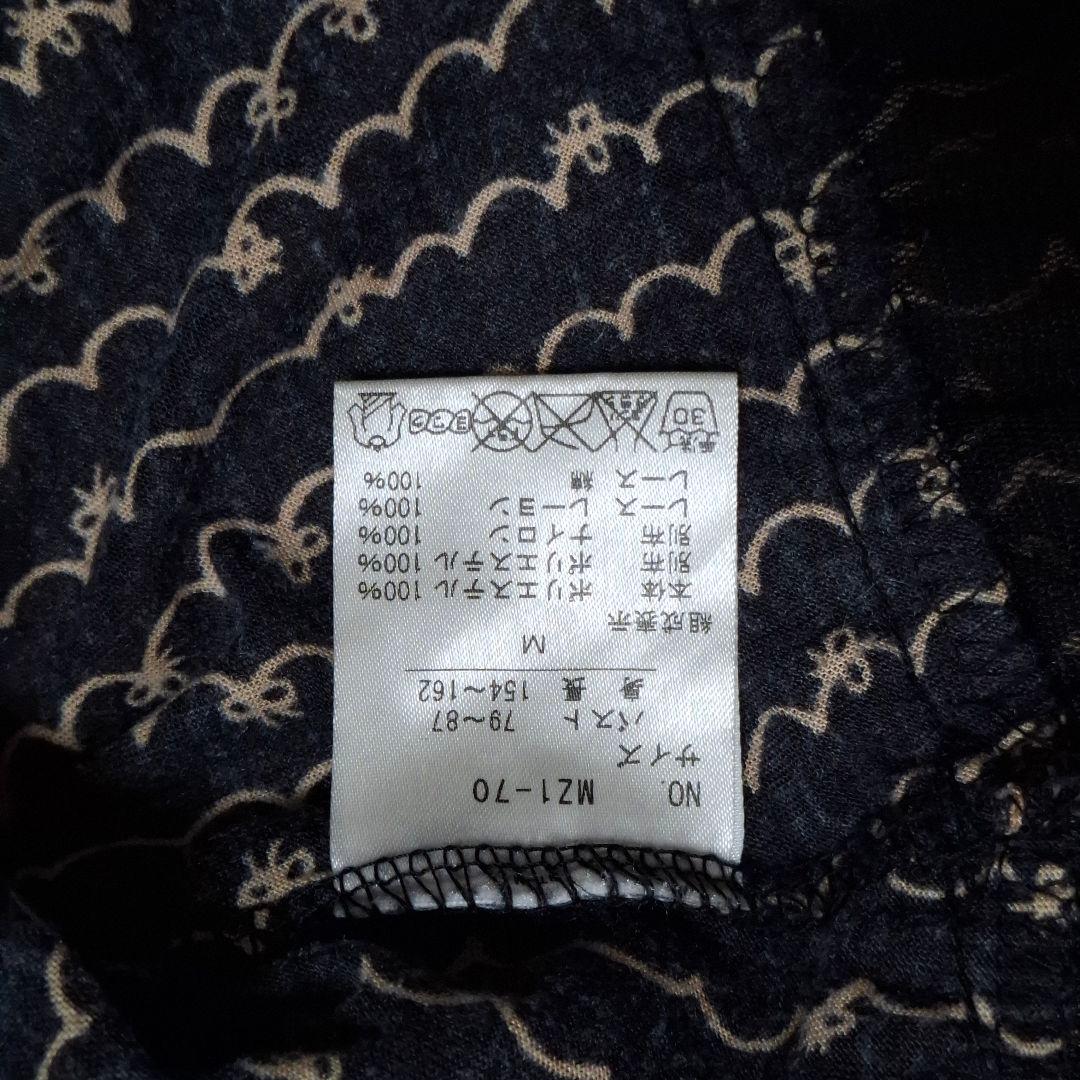 NO. MZ1-70
サイズ
バスト 79～87
身長 154～162
M
組成表示
本体 ポリエステル 100%
別布 ポリエステル 100%
別布 ナイロン 100%
レース レーヨン 100%
レース 綿 100%
30